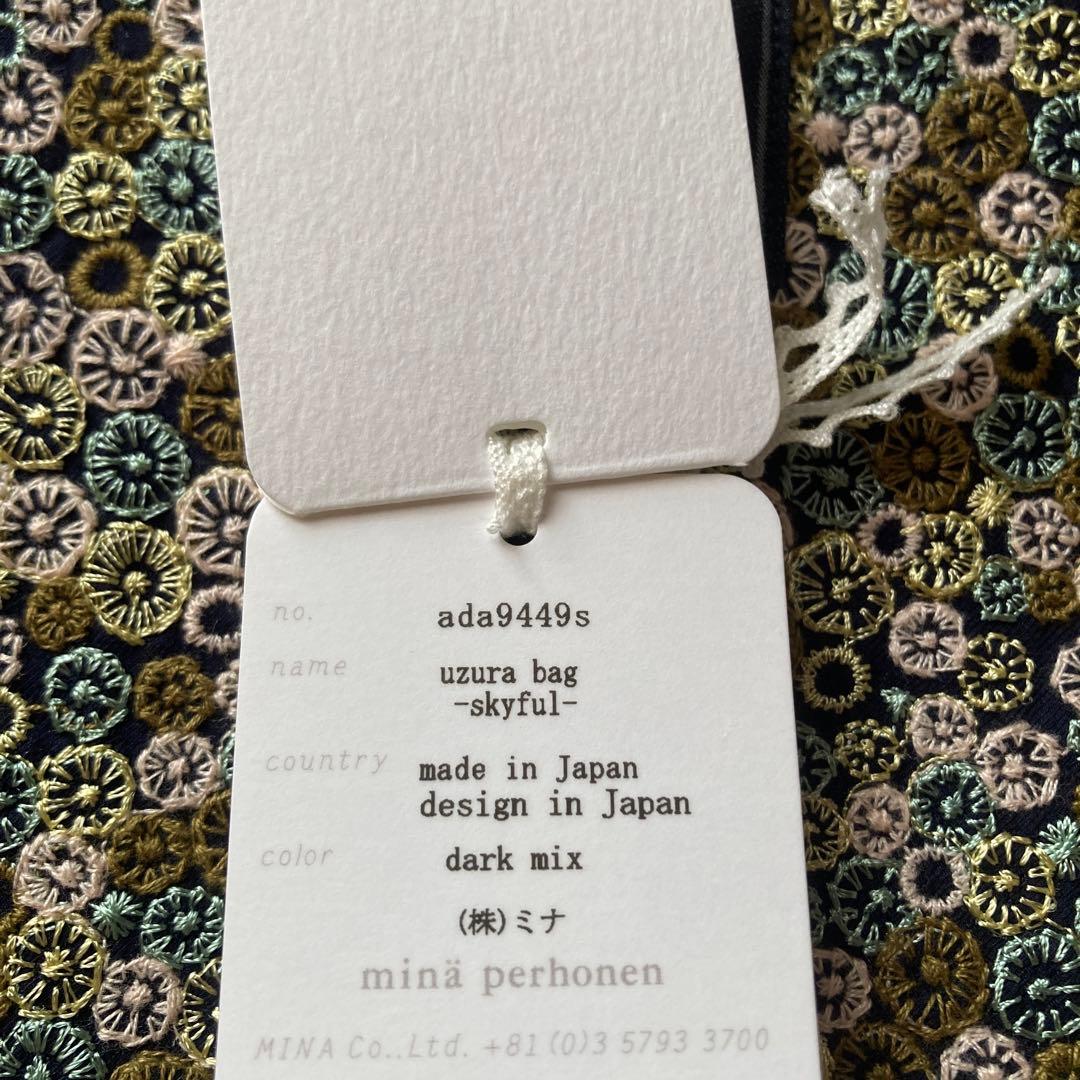 no. ada9449s
name uzura bag
-skyful-
country made in Japan
design in Japan
color dark mix
(株)ミナ
minä perhonen
MINA Co.,Ltd. +81(0)3 5793 3700